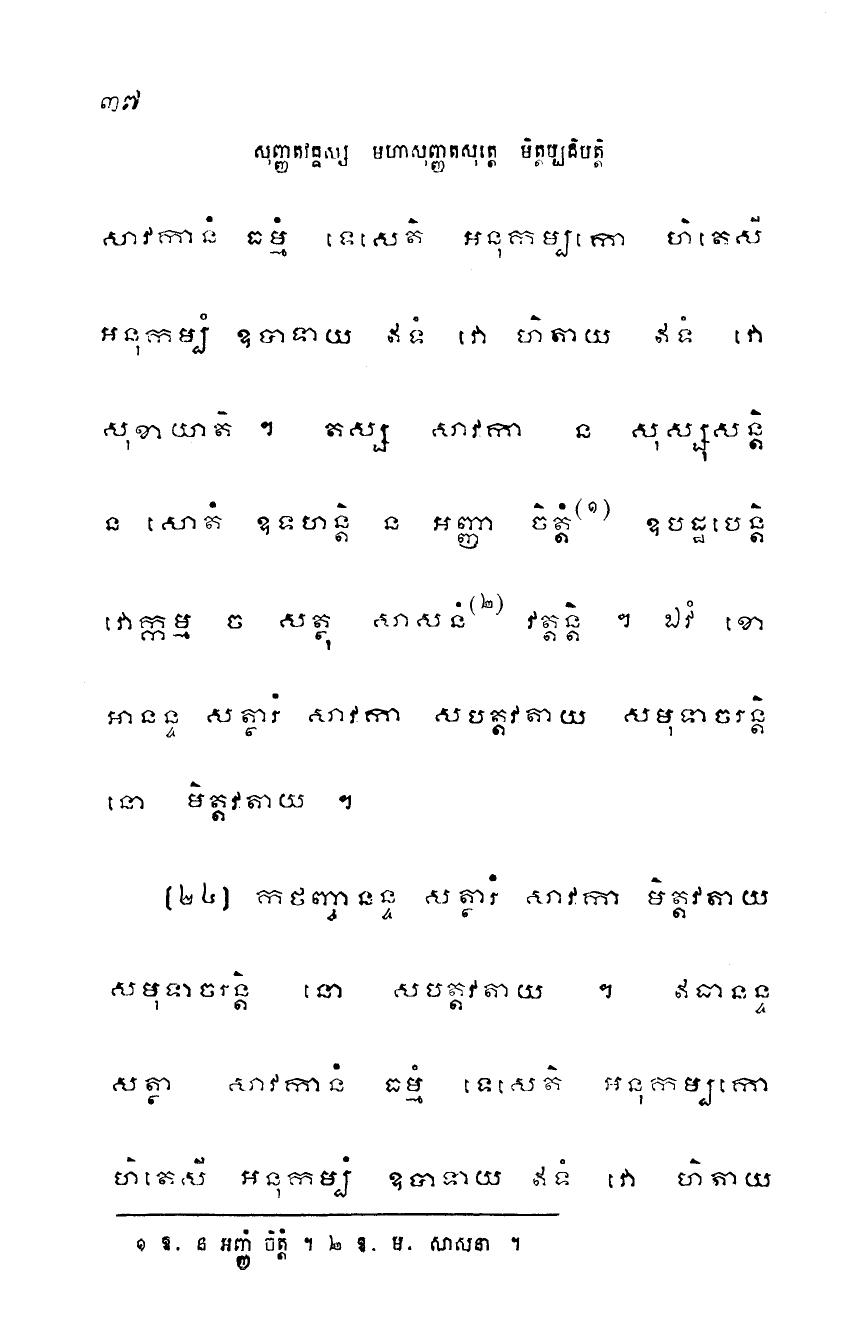 ៣៧
សុញ្ញតវគ្គស្ស មហាសុញ្ញតសុត្តេ មិត្តប្បដិបត្តិ
សាវកានំ ធម្មំ ទេសេតិ អនុកម្បកោ ហិតេសី
អនុកម្បំ ឧបាទាយ ឥទំ វោ ហិតាយ ឥទំ វោ
សុខាយាតិ ។ តស្ស សាវកា ន សុស្សុសន្តិ
ន សោតំ ឧទហន្តិ ន អញ្ញា ចិត្តំ(១) ឧបដ្ឋបេន្តិ
វោក្កម្ម ច សត្ថុ សាសនំ(២) វត្តន្តិ ។ ឯវំ ខោ
អានន្ទ សត្ថារំ សាវកា សបត្តវតាយ សមុទាចរន្តិ
នោ មិត្តវតាយ ។
[២៤] កថញ្ចានន្ទ សត្ថារំ សាវកា មិត្តវតាយ
សមុទាចរន្តិ នោ សបត្តវតាយ ។ ឥធានន្ទ
សត្ថា សាវកានំ ធម្មំ ទេសេតិ អនុកម្បកោ
ហិតេសី អនុកម្បំ ឧបាទាយ ឥទំ វោ ហិតាយ
១ ឱ. ន អញ្ញំ ចិត្តំ ។ ២ ឱ. ម. សាសនា ។